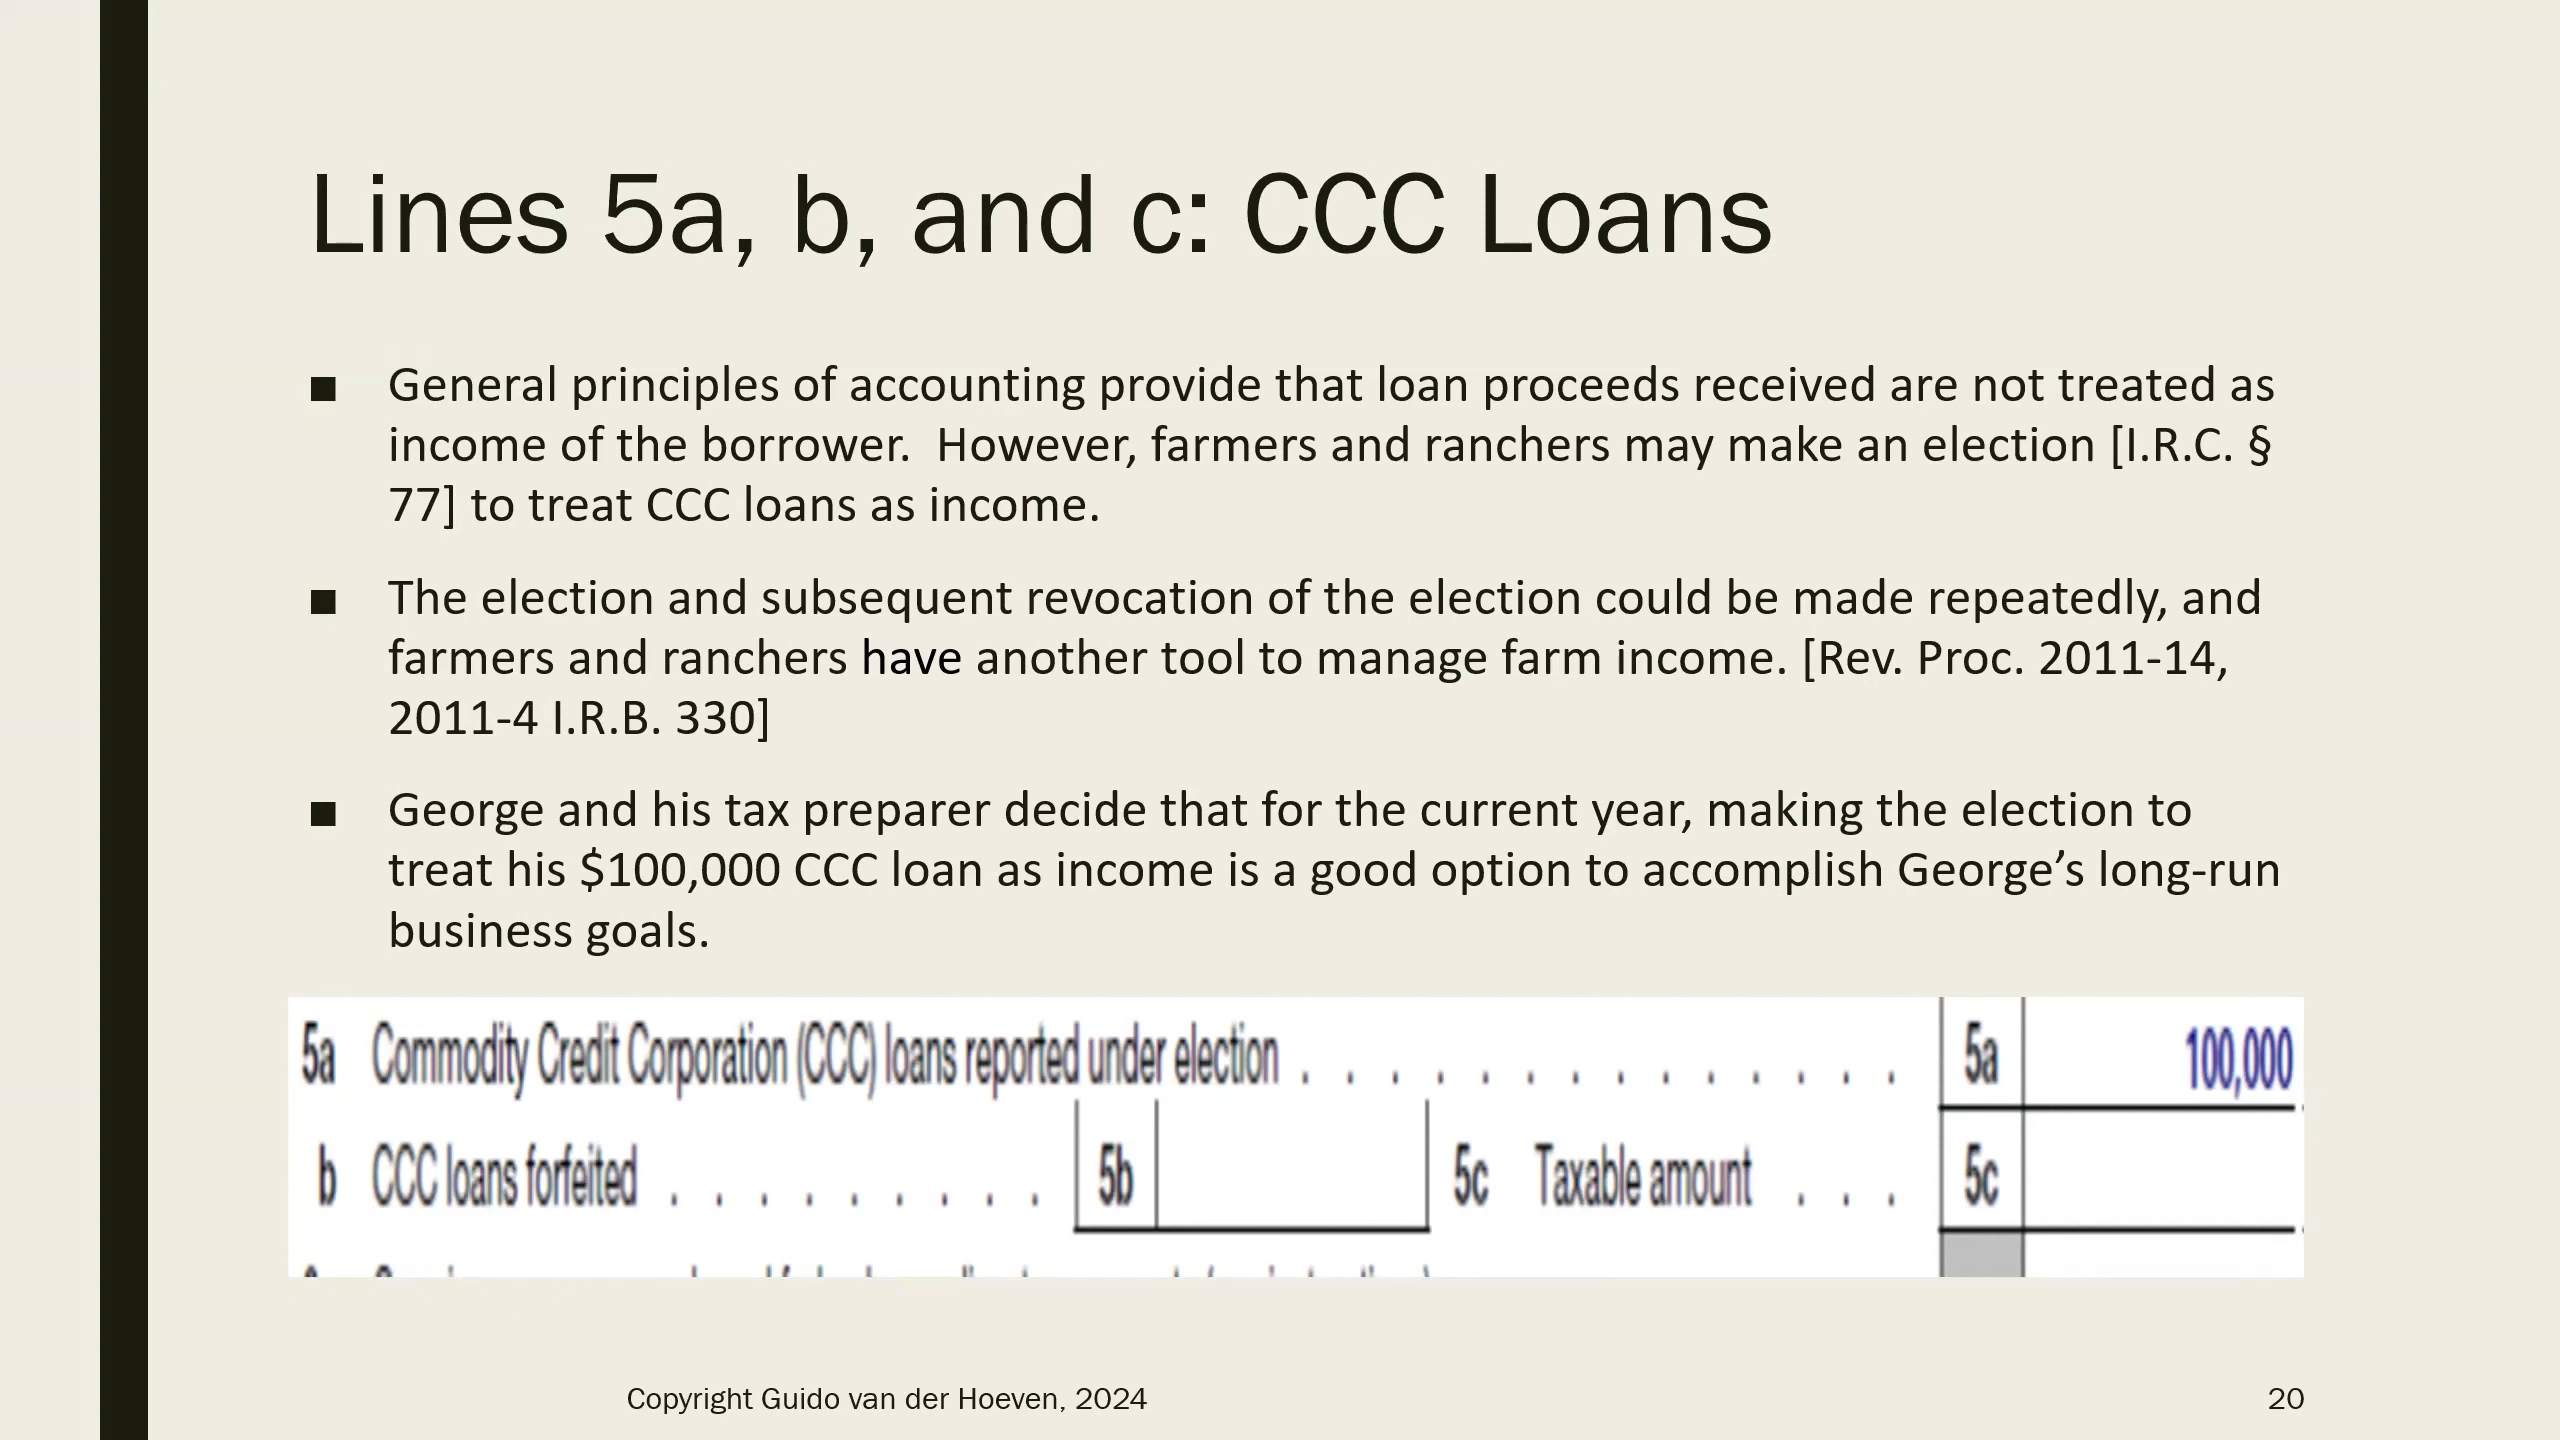 Lines 5a, b, and c: CCC Loans
■ General principles of accounting provide that loan proceeds received are not treated as
income of the borrower.  However, farmers and ranchers may make an election [I.R.C. §
77] to treat CCC loans as income.
■ The election and subsequent revocation of the election could be made repeatedly, and
farmers and ranchers have another tool to manage farm income. [Rev. Proc. 2011-14,
2011-4 I.R.B. 330]
■ George and his tax preparer decide that for the current year, making the election to
treat his $100,000 CCC loan as income is a good option to accomplish George’s long-run
business goals.
5a Commodity Credit Corporation (CCC) loans reported under election . . . . . . . . . . . . . . 5a 100,000
b CCC loans forfeited . . . . . . . . . 5b 5c Taxable amount . . . 5c
Copyright Guido van der Hoeven, 2024 20